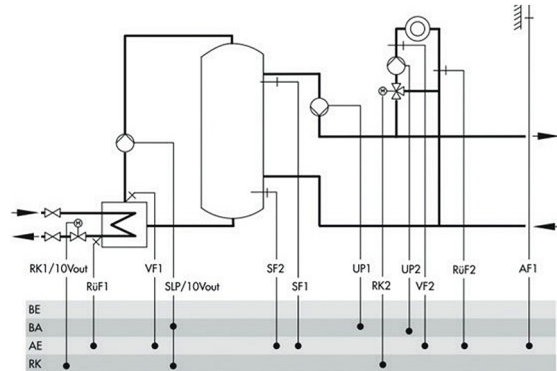 M
M
RK1/10Vout
VF1
SF2
UP1
UP2
RüF2
AF1
RüF1
SLP/10Vout
SF1
RK2
VF2
BE
BA
AE
RK